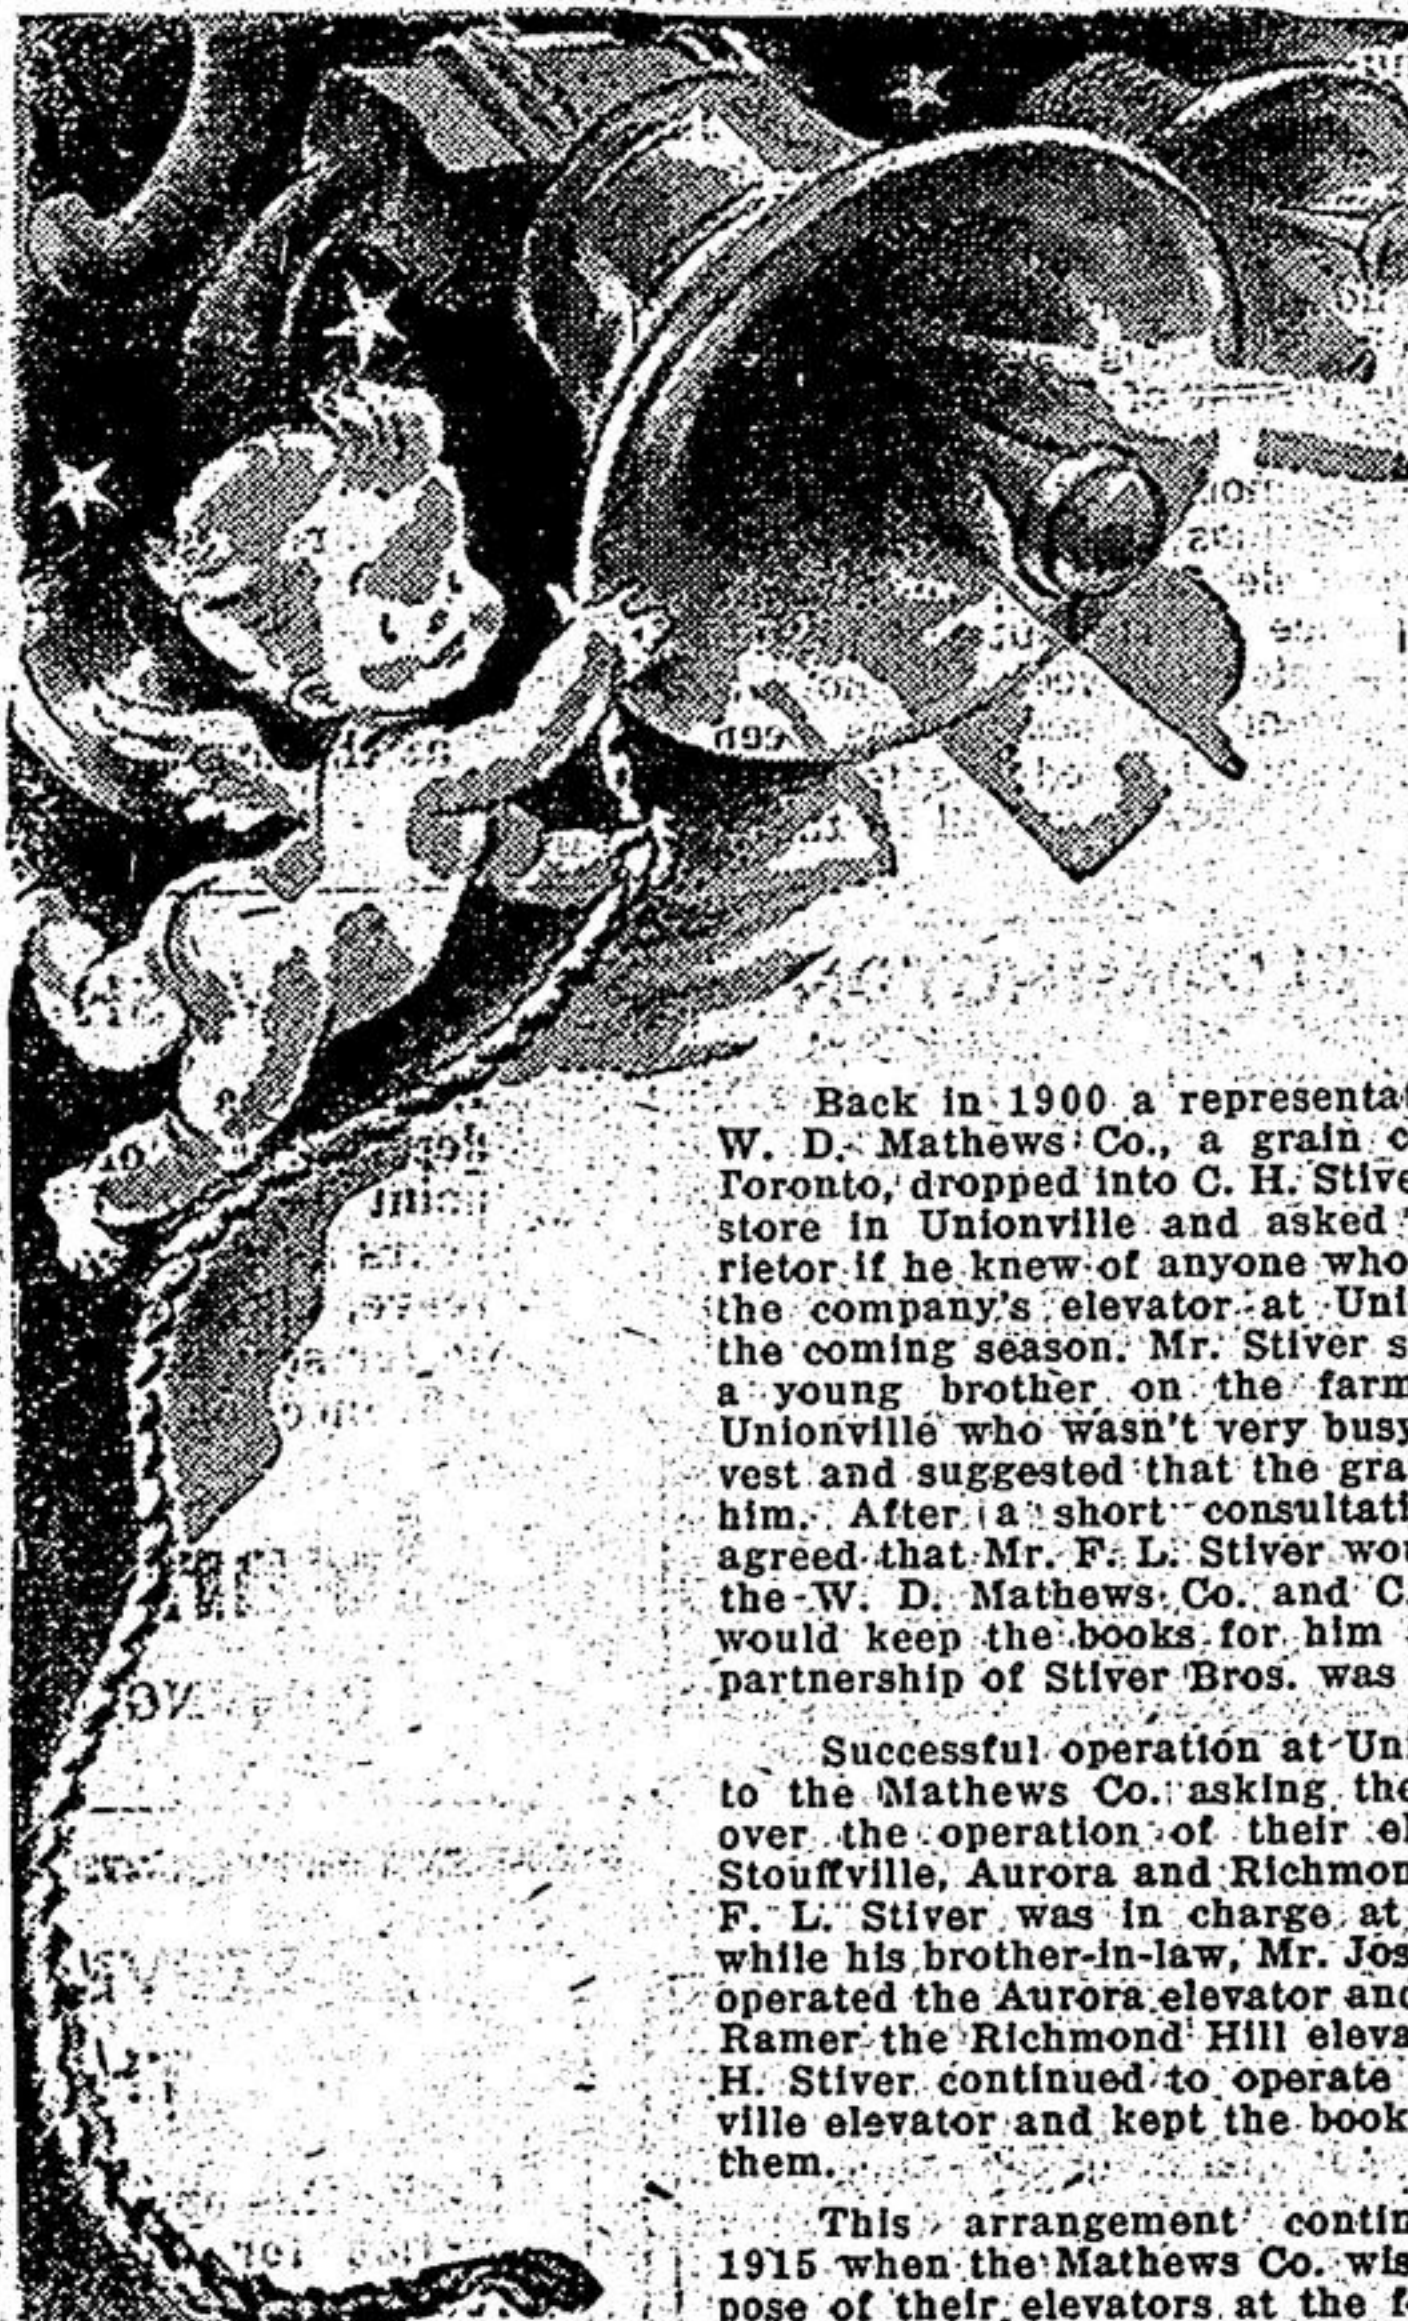 Back in 1900 a representat
W. D. Mathews Co., a grain c
Toronto, dropped into C. H. Stive
store in Unionville and asked
rietor if he knew of anyone who
the company's elevator at Uni
the coming season. Mr. Stiver s
a young brother on the farm
Unionville who wasn't very busy
vest and suggested that the gra
him. After a short consultati
agreed that Mr. F. L. Stiver wou
the W. D. Mathews Co. and C.
would keep the books for him
partnership of Stiver Bros. was
Successful operation at Uni
to the Mathews Co. asking the
over the operation of their el
Stouffville, Aurora and Richmon
F. L. Stiver was in charge at
while his brother-in-law, Mr. Jos
operated the Aurora elevator and
Ramer the Richmond Hill eleva
H. Stiver continued to operate
ville elevator and kept the book
them.
This arrangement contin
1915 when the Mathews Co. wis
pose of their elevators at the f